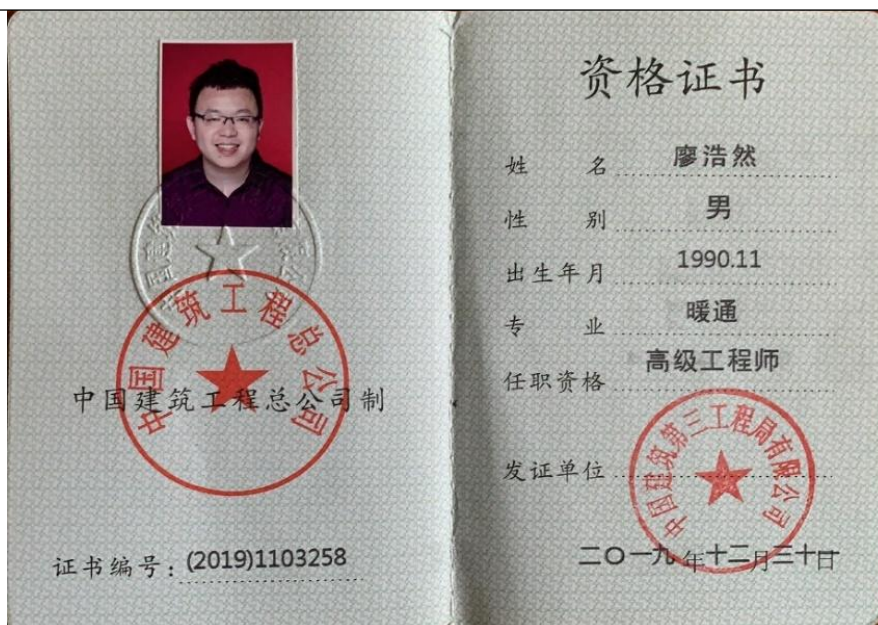 中国建筑工程总公司
中国建筑工程总公司制
证书编号：(2019)1103258
资格证书
姓 名 廖浩然
性 别 男
出生年月 1990.11
专 业 暖通
任职资格 高级工程师
发证单位
中国建筑第三工程局有限公司
二〇一九年十二月三十日